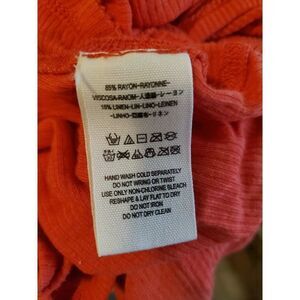 85% RAYON-RAYONNE-
VISCOSA-RAION-人造絲-レーヨン
15% LINEN-LIN-LINO-LEINEN
-LINHO-亞麻布-リネン
HAND WASH COLD SEPARATELY
DO NOT WRING OR TWIST
USE ONLY NON-CHLORINE BLEACH
RESHAPE & LAY FLAT TO DRY
DO NOT IRON
DO NOT DRY CLEAN